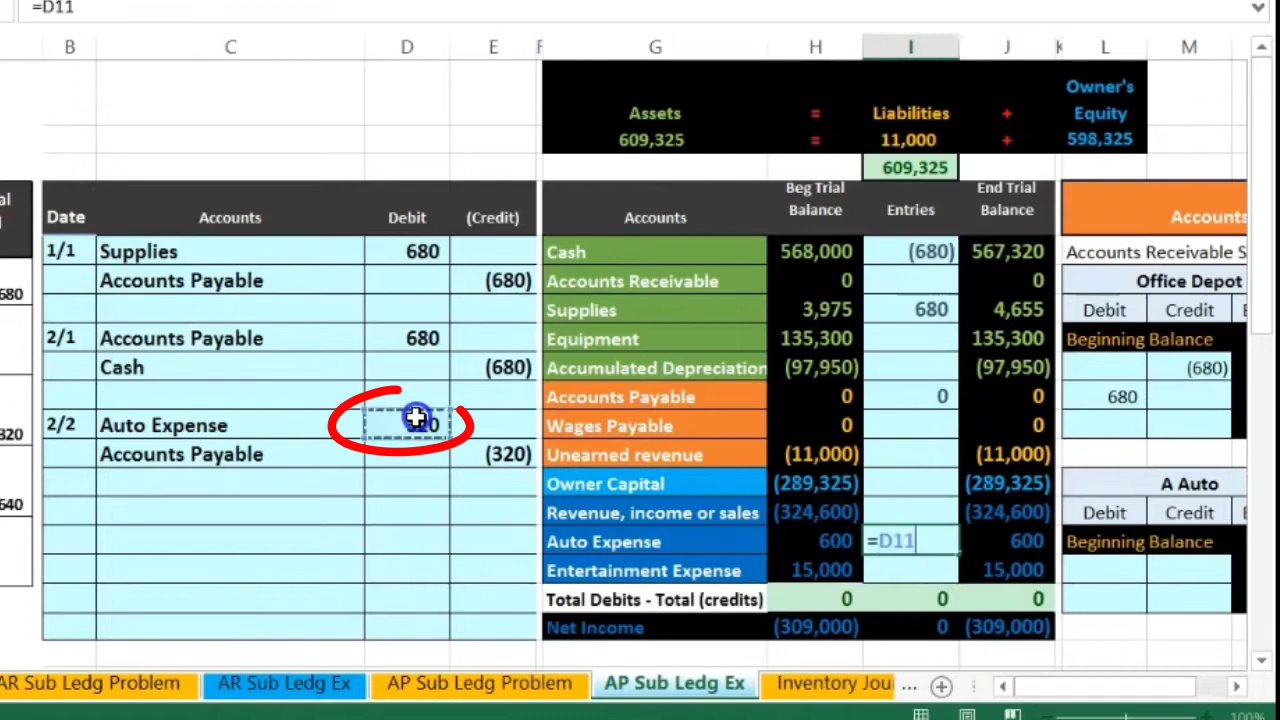 =D11
B C D E F G H I J K L M
Owner's
Assets = Liabilities + Equity
609,325 = 11,000 + 598,325
609,325
Date Accounts Debit (Credit)
1/1 Supplies 680
Accounts Payable (680)
2/1 Accounts Payable 680
Cash (680)
2/2 Auto Expense
Accounts Payable (320)
Accounts Beg Trial Balance Entries End Trial Balance
Cash 568,000 (680) 567,320
Accounts Receivable 0 0
Supplies 3,975 680 4,655
Equipment 135,300 135,300
Accumulated Depreciation (97,950) (97,950)
Accounts Payable 0 0 0
Wages Payable 0 0
Unearned revenue (11,000) (11,000)
Owner Capital (289,325) (289,325)
Revenue, income or sales (324,600) (324,600)
Auto Expense 600 =D11 600
Entertainment Expense 15,000 15,000
Total Debits - Total (credits) 0 0 0
Net Income (309,000) 0 (309,000)
Accounts
Accounts Receivable S
Office Depot
Debit Credit
Beginning Balance
(680)
680
A Auto
Debit Credit
Beginning Balance
AR Sub Ledg Problem AR Sub Ledg Ex AP Sub Ledg Problem AP Sub Ledg Ex Inventory Jou ...
100%